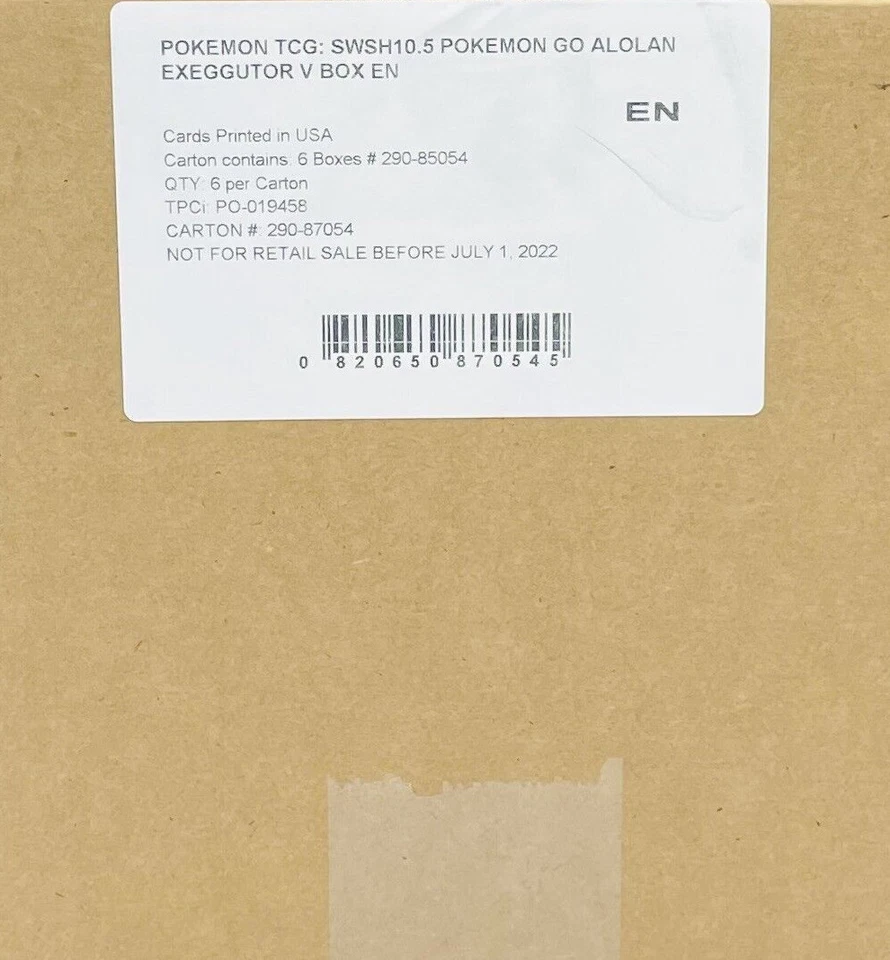 POKEMON TCG: SWSH10.5 POKEMON GO ALOLAN
EXEGGUTOR V BOX EN
EN
Cards Printed in USA
Carton contains: 6 Boxes # 290-85054
QTY: 6 per Carton
TPCi: PO-019458
CARTON #: 290-87054
NOT FOR RETAIL SALE BEFORE JULY 1, 2022
0 820650 870545